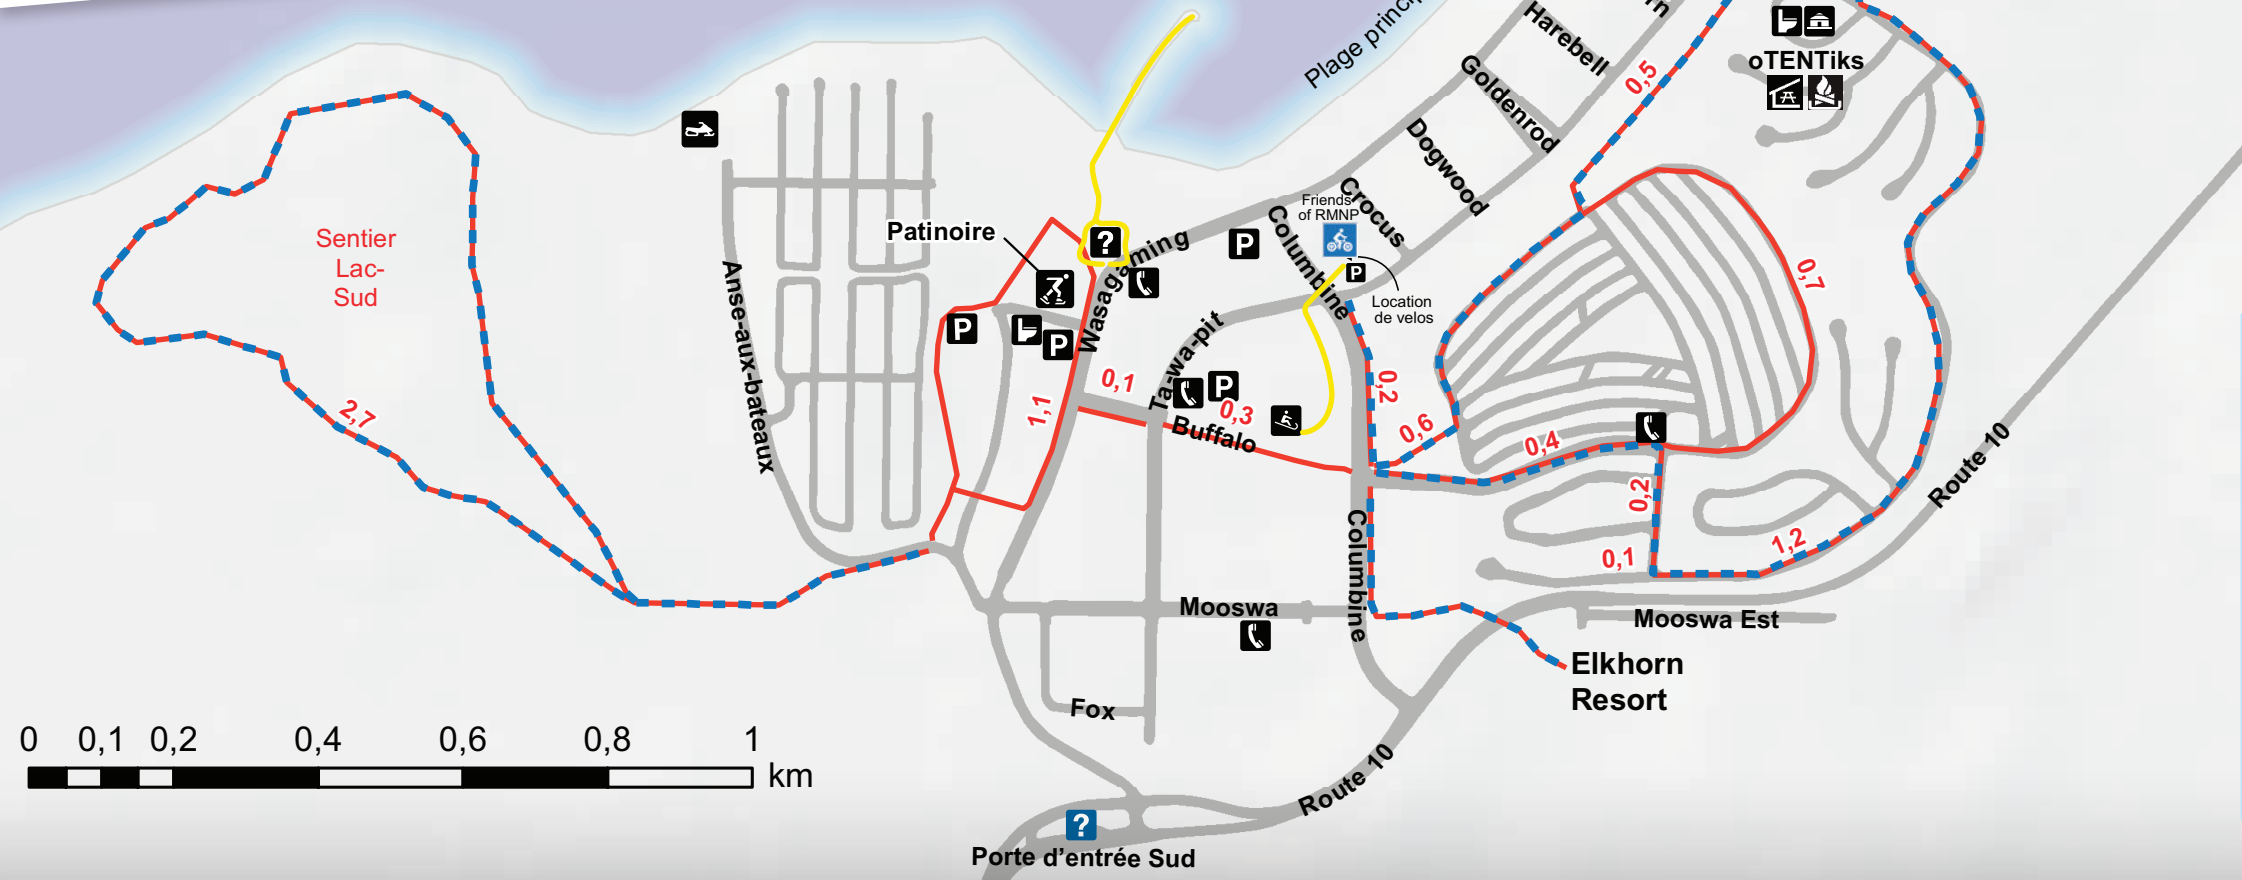 Plage princi
Harebell
rn
Goldenrod
Dogwood
Crocus
0,5
oTENTiks
Friends
of RMNP
Columbine
P
P
Location
de velos
Patinoire
?
Wasagaming
P
P
Sentier
Lac-
Sud
2,7
Anse-aux-bateaux
1,1
0,1
Ta-wa-pit
P
0,3
Buffalo
0,2
0,6
0,4
0,7
0,2
0,1
1,2
Route 10
Columbine
Mooswa
Mooswa Est
Elkhorn
Resort
Fox
0 0,1 0,2 0,4 0,6 0,8 1
km
Route 10
?
Porte d'entrée Sud